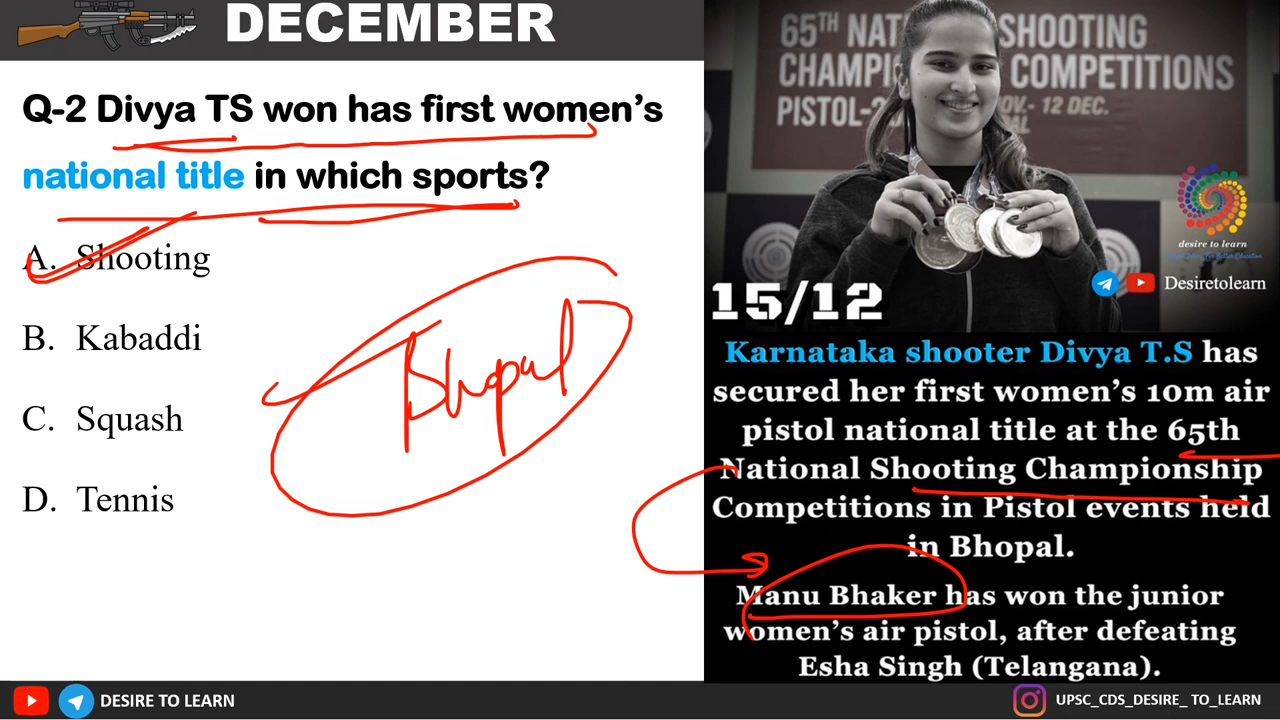 DECEMBER
Q-2 Divya TS won has first women’s
national title in which sports?
A. Shooting
B. Kabaddi
C. Squash
D. Tennis
Bhopal
65TH NAT SHOOTING
CHAMPI COMPETITIONS
PISTOL-2 OV.- 12 DEC.
AL
desire to learn
Desiretolearn
15/12
Karnataka shooter Divya T.S has
secured her first women’s 10m air
pistol national title at the 65th
National Shooting Championship
Competitions in Pistol events held
in Bhopal.
Manu Bhaker has won the junior
women’s air pistol, after defeating
Esha Singh (Telangana).
DESIRE TO LEARN
UPSC_CDS_DESIRE_ TO_LEARN